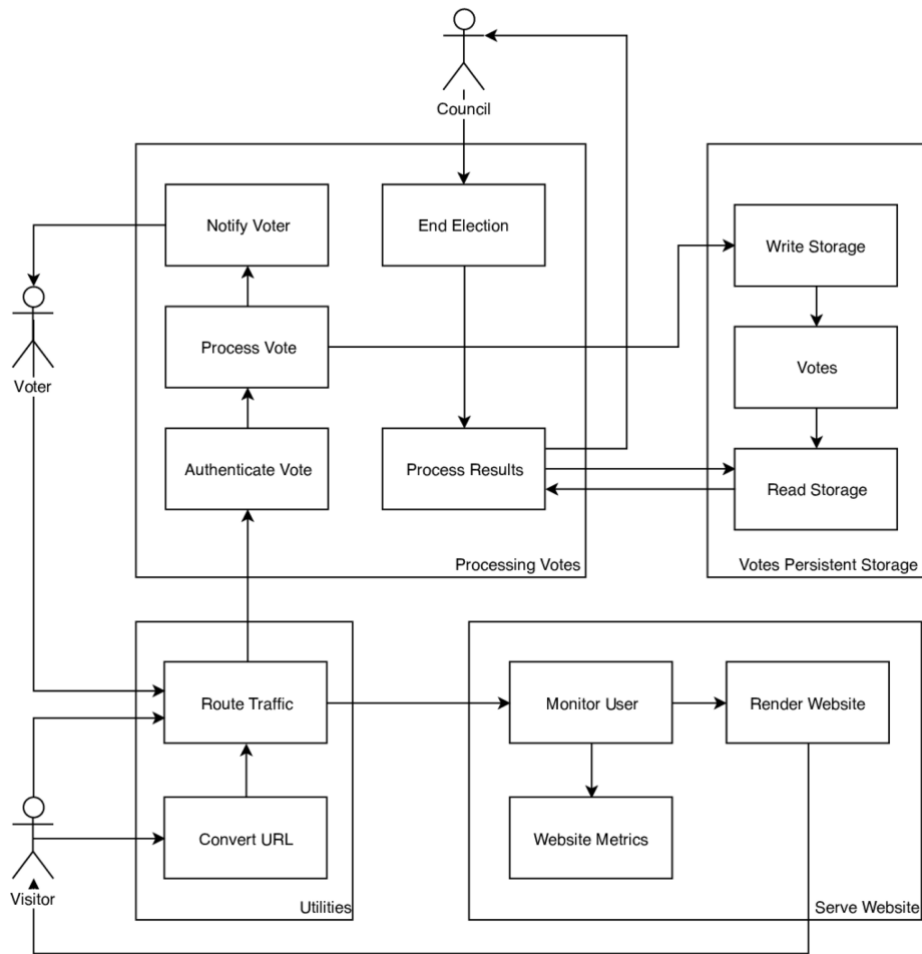 Council
Notify Voter
End Election
Write Storage
Process Vote
Votes
Voter
Authenticate Vote
Process Results
Read Storage
Processing Votes
Votes Persistent Storage
Route Traffic
Monitor User
Render Website
Convert URL
Website Metrics
Visitor
Utilities
Serve Website